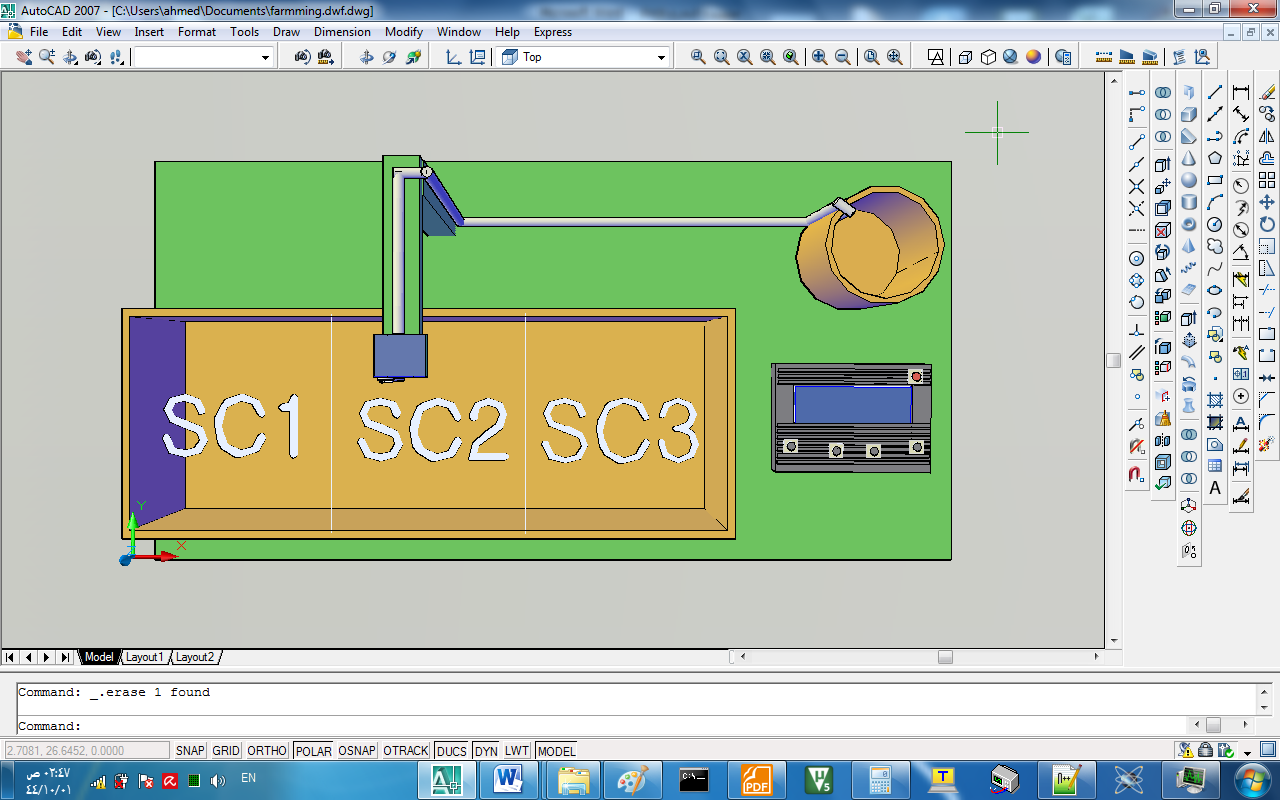 AutoCAD 2007 - [C:\Users\ahmed\Documents\farmming.dwf.dwg]
File Edit View Insert Format Tools Draw Dimension Modify Window Help Express
Top
SC1 SC2 SC3
Y
X
Model Layout1 Layout2
Command: _.erase 1 found
Command:
2.7081, 26.6452, 0.0000 SNAP GRID ORTHO POLAR OSNAP OTRACK DUCS DYN LWT MODEL
٠٢:٤٧ ص
٤٤/١٠/٠١
EN